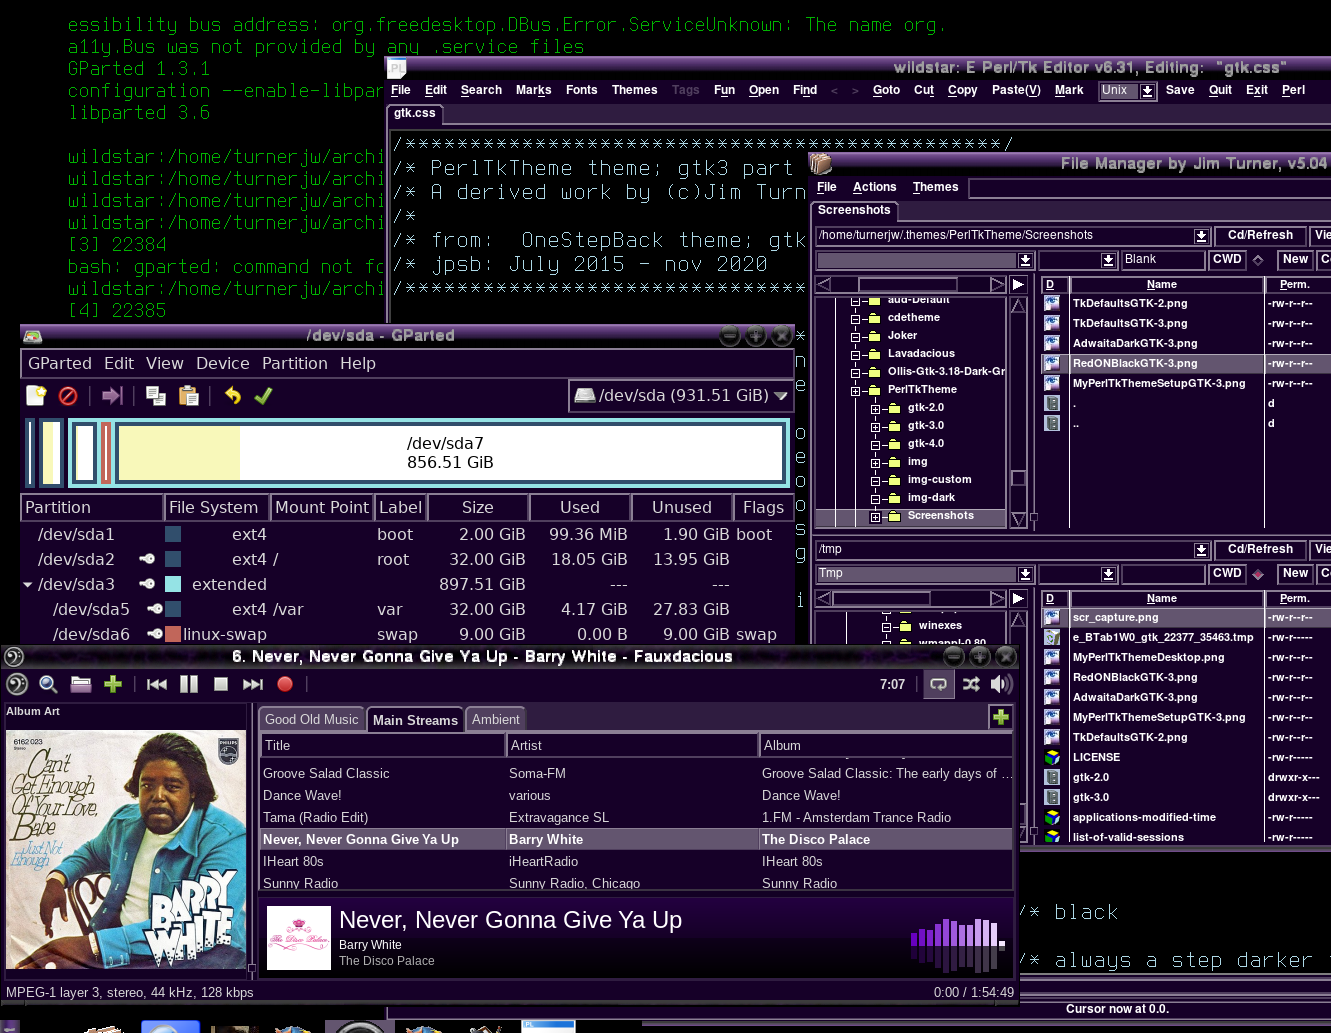 essibility bus address: org.freedesktop.DBus.Error.ServiceUnknown: The name org.
a11y.Bus was not provided by any .service files
GParted 1.3.1
configuration --enable-libpar
libparted 3.6
wildstar:/home/turnerjw/archi
wildstar:/home/turnerjw/archi
wildstar:/home/turnerjw/archi
wildstar:/home/turnerjw/archi
[3] 22384
bash: gparted: command not fo
wildstar:/home/turnerjw/archi
[4] 22385
wildstar: E Perl/Tk Editor v6.31, Editing: "gtk.css"
File Edit Search Marks Fonts Themes Tags Fun Open Find < > Goto Cut Copy Paste(V) Mark Unix Save Quit Exit Perl
gtk.css
/* PerlTkTheme theme; gtk3 part
/* A derived work by (c)Jim Turn
/*
/* from: OneStepBack theme; gtk
/* jpsb: July 2015 - nov 2020
File Manager by Jim Turner, v5.04
File Actions Themes
Screenshots
/home/turnerjw/.themes/PerlTkTheme/Screenshots Cd/Refresh Vie
Blank CWD New C
D Name Perm.
aud-Default
cdetheme
Joker
Lavadacious
Ollis-Gtk-3.18-Dark-Gr
PerlTkTheme
gtk-2.0
gtk-3.0
gtk-4.0
img
img-custom
img-dark
Screenshots
TkDefaultsGTK-2.png -rw-r--r--
TkDefaultsGTK-3.png -rw-r--r--
AdwaitaDarkGTK-3.png -rw-r--r--
RedONBlackGTK-3.png -rw-r--r--
MyPerlTkThemeSetupGTK-3.png -rw-r--r--
. d
.. d
/tmp Cd/Refresh Vie
Tmp CWD New C
D Name Perm.
winexes
wmappl-0.80
scr_capture.png -rw-r--r--
e_BTab1W0_gtk_22377_35463.tmp -rw-r-----
MyPerlTkThemeDesktop.png -rw-r--r--
RedONBlackGTK-3.png -rw-r--r--
AdwaitaDarkGTK-3.png -rw-r--r--
MyPerlTkThemeSetupGTK-3.png -rw-r--r--
TkDefaultsGTK-2.png -rw-r--r--
LICENSE -rw-r-----
gtk-2.0 drwxr-x---
gtk-3.0 drwxr-x---
applications-modified-time -rw-r-----
list-of-valid-sessions -rw-r-----
/dev/sda - GParted
GParted Edit View Device Partition Help
/dev/sda (931.51 GiB)
/dev/sda7
856.51 GiB
Partition File System Mount Point Label Size Used Unused Flags
/dev/sda1 ext4 boot 2.00 GiB 99.36 MiB 1.90 GiB boot
/dev/sda2 ext4 / root 32.00 GiB 18.05 GiB 13.95 GiB
/dev/sda3 extended 897.51 GiB --- ---
/dev/sda5 ext4 /var var 32.00 GiB 4.17 GiB 27.83 GiB
/dev/sda6 linux-swap swap 9.00 GiB 0.00 B 9.00 GiB swap
6. Never, Never Gonna Give Ya Up - Barry White - Fauxdacious
7:07
Album Art
6162 023
Stereo
PHILIPS
Can't
Get Enough
Of Your Love,
Babe
Just Not
Enough
BARRY
WHITE
Good Old Music Main Streams Ambient
Title Artist Album
Groove Salad Classic Soma-FM Groove Salad Classic: The early days of …
Dance Wave! various Dance Wave!
Tama (Radio Edit) Extravagance SL 1.FM - Amsterdam Trance Radio
Never, Never Gonna Give Ya Up Barry White The Disco Palace
IHeart 80s iHeartRadio IHeart 80s
Sunny Radio Sunny Radio, Chicago Sunny Radio
The Disco Palace
Never, Never Gonna Give Ya Up
Barry White
The Disco Palace
MPEG-1 layer 3, stereo, 44 kHz, 128 kbps 0:00 / 1:54:49
/* black
/* always a step darker
Cursor now at 0.0.
PL